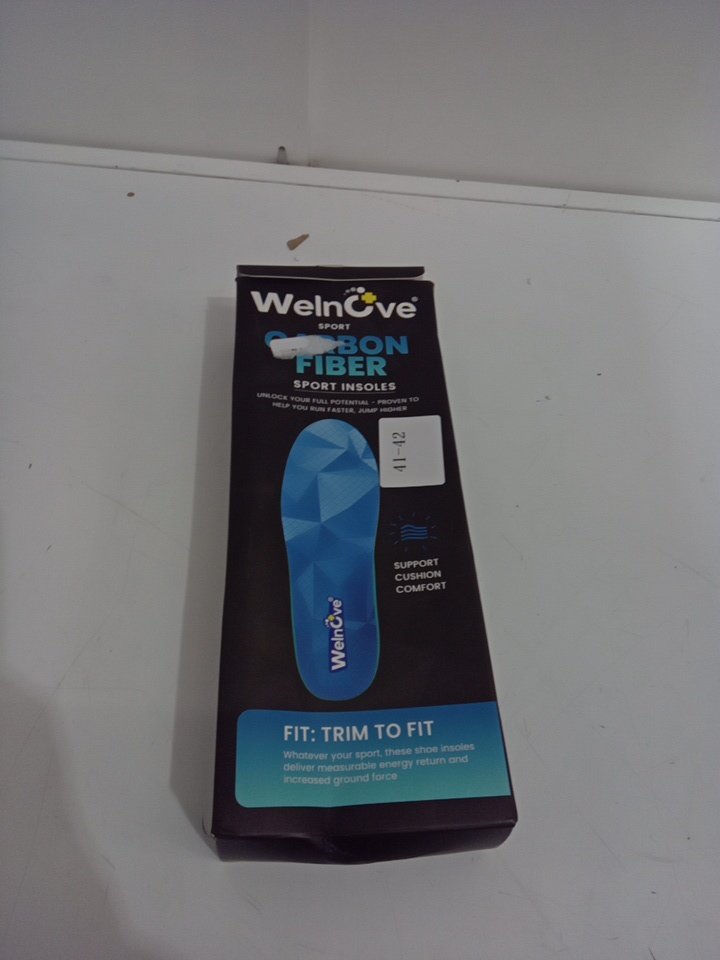 WelnOve®
SPORT
CARBON
FIBER
SPORT INSOLES
UNLOCK YOUR FULL POTENTIAL - PROVEN TO
HELP YOU RUN FASTER, JUMP HIGHER
41-42
SUPPORT
CUSHION
COMFORT
WelnOve®
FIT: TRIM TO FIT
Whatever your sport, these shoe insoles
deliver measurable energy return and
increased ground force